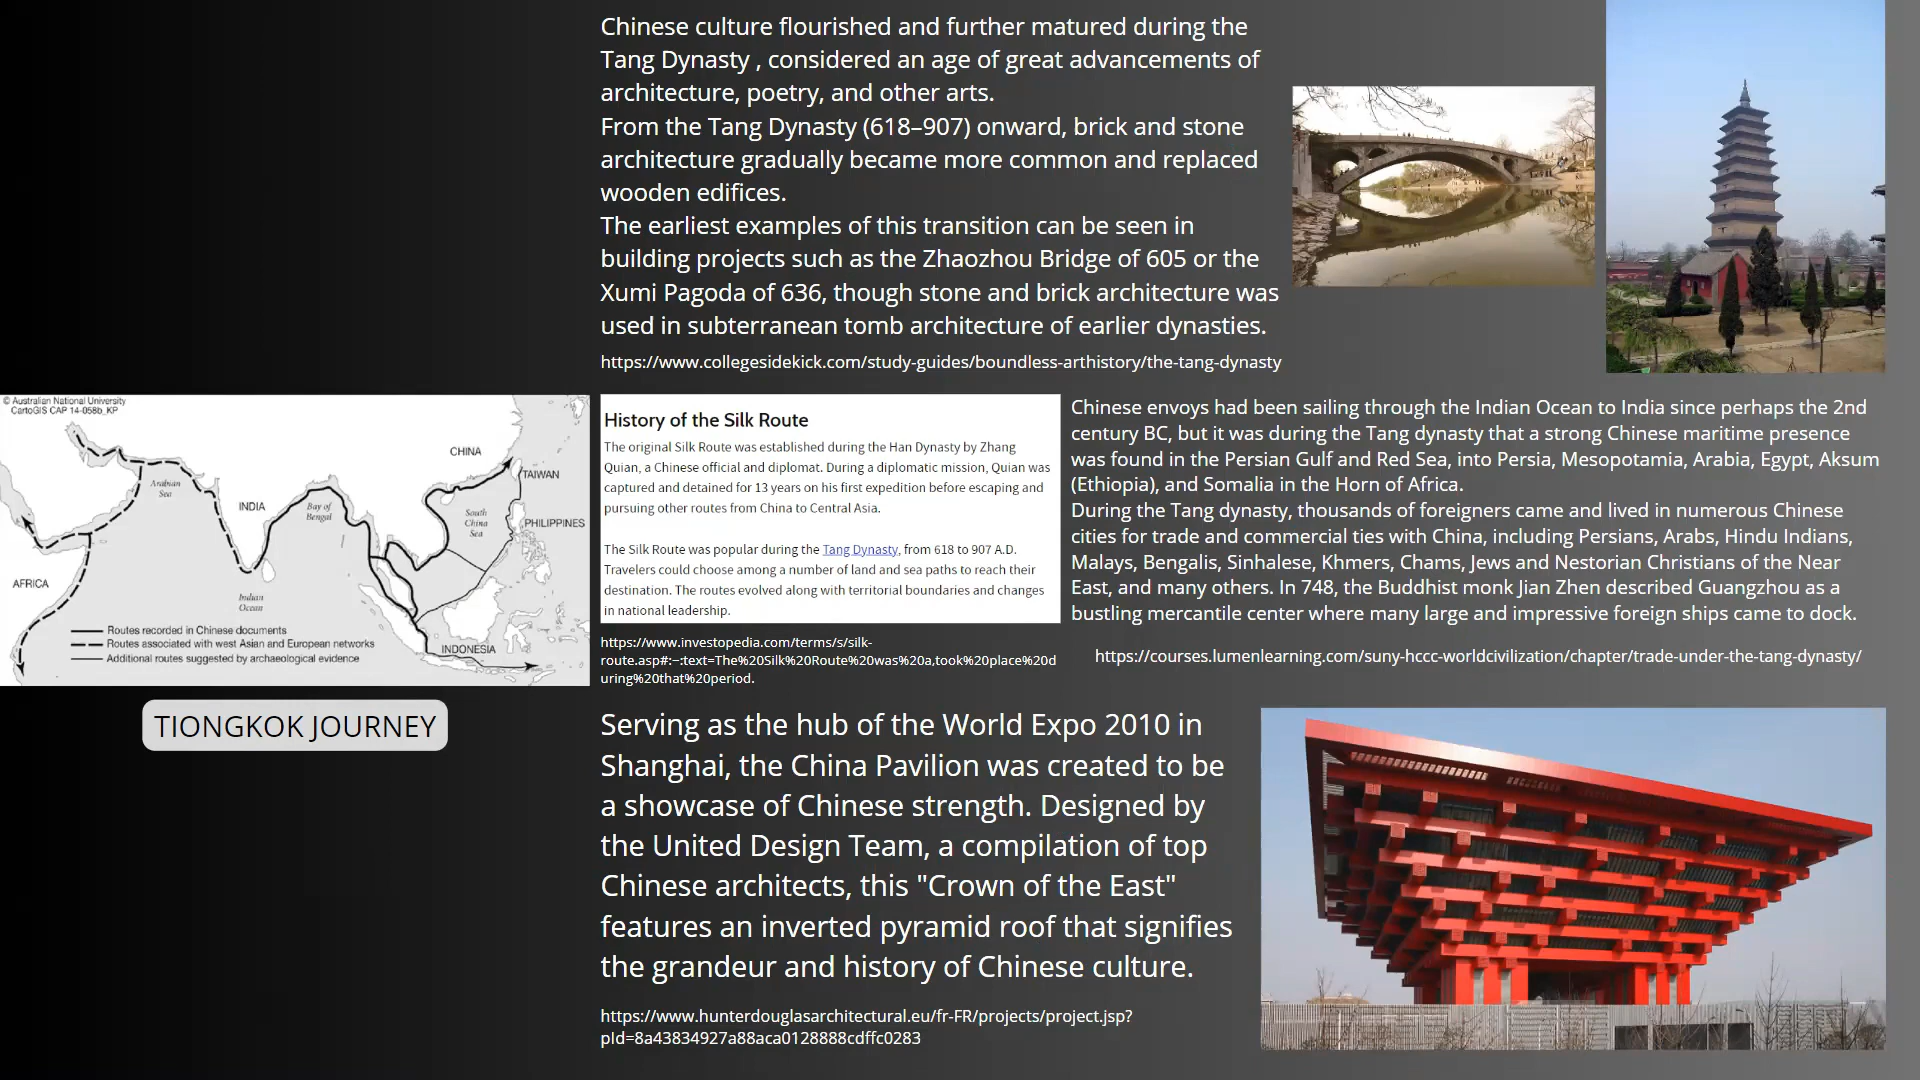 Chinese culture flourished and further matured during the
Tang Dynasty , considered an age of great advancements of
architecture, poetry, and other arts.
From the Tang Dynasty (618–907) onward, brick and stone
architecture gradually became more common and replaced
wooden edifices.
The earliest examples of this transition can be seen in
building projects such as the Zhaozhou Bridge of 605 or the
Xumi Pagoda of 636, though stone and brick architecture was
used in subterranean tomb architecture of earlier dynasties.
https://www.collegesidekick.com/study-guides/boundless-arthistory/the-tang-dynasty
© Australian National University
CartoGIS CAP 14-058b_KP
CHINA
TAIWAN
Arabian
Sea
INDIA
Bay of
Bengal
South
China
Sea
PHILIPPINES
AFRICA
Indian
Ocean
Routes recorded in Chinese documents
Routes associated with west Asian and European networks
Additional routes suggested by archaeological evidence
INDONESIA
TIONGKOK JOURNEY
History of the Silk Route
The original Silk Route was established during the Han Dynasty by Zhang
Quian, a Chinese official and diplomat. During a diplomatic mission, Quian was
captured and detained for 13 years on his first expedition before escaping and
pursuing other routes from China to Central Asia.
The Silk Route was popular during the Tang Dynasty, from 618 to 907 A.D.
Travelers could choose among a number of land and sea paths to reach their
destination. The routes evolved along with territorial boundaries and changes
in national leadership.
https://www.investopedia.com/terms/s/silk-
route.asp#:~:text=The%20Silk%20Route%20was%20a,took%20place%20d
uring%20that%20period.
Chinese envoys had been sailing through the Indian Ocean to India since perhaps the 2nd
century BC, but it was during the Tang dynasty that a strong Chinese maritime presence
was found in the Persian Gulf and Red Sea, into Persia, Mesopotamia, Arabia, Egypt, Aksum
(Ethiopia), and Somalia in the Horn of Africa.
During the Tang dynasty, thousands of foreigners came and lived in numerous Chinese
cities for trade and commercial ties with China, including Persians, Arabs, Hindu Indians,
Malays, Bengalis, Sinhalese, Khmers, Chams, Jews and Nestorian Christians of the Near
East, and many others. In 748, the Buddhist monk Jian Zhen described Guangzhou as a
bustling mercantile center where many large and impressive foreign ships came to dock.
https://courses.lumenlearning.com/suny-hccc-worldcivilization/chapter/trade-under-the-tang-dynasty/
Serving as the hub of the World Expo 2010 in
Shanghai, the China Pavilion was created to be
a showcase of Chinese strength. Designed by
the United Design Team, a compilation of top
Chinese architects, this "Crown of the East"
features an inverted pyramid roof that signifies
the grandeur and history of Chinese culture.
https://www.hunterdouglasarchitectural.eu/fr-FR/projects/project.jsp?
pId=8a43834927a88aca0128888cdffc0283